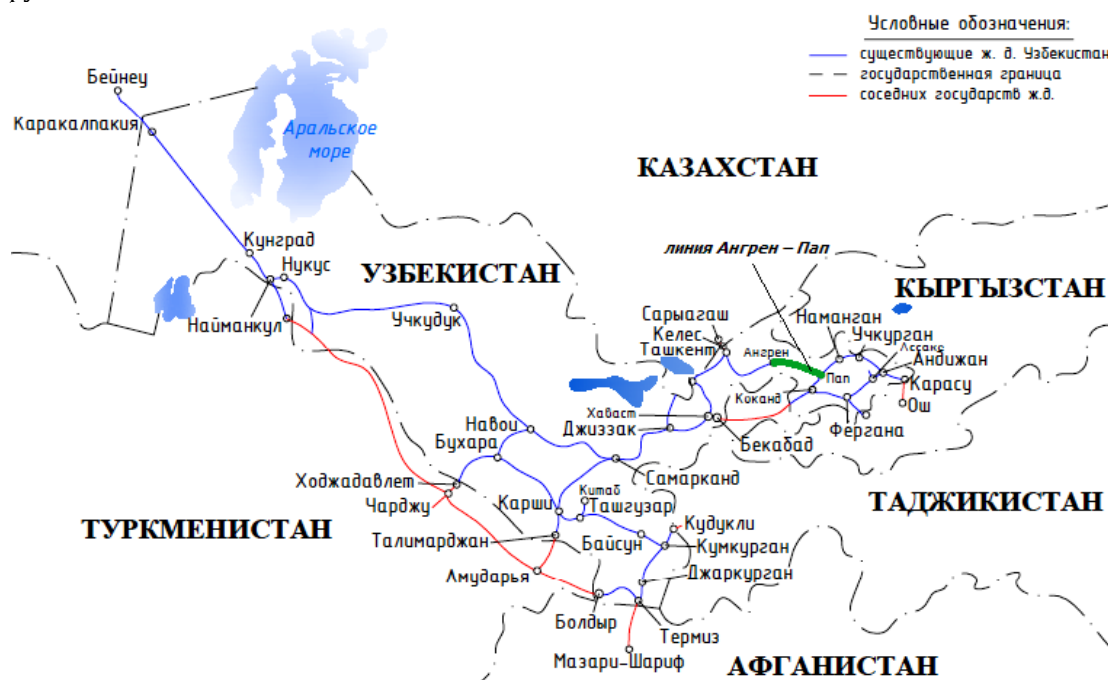 Условные обозначения:
существующие ж. д. Узбекистан
государственная граница
соседних государств ж.д.
Бейнеу
Каракалпакия
Аральское
море
КАЗАХСТАН
Кунград
Нукус
УЗБЕКИСТАН
линия Ангрен – Пап
КЫРГЫЗСТАН
Найманкул
Учкудук
Сарыагаш
Келес
Ташкент
Ангрен
Наманган
Учкурган
Андижан
Пап
Карасу
Ош
Коканд
Фергана
Хаваст
Джиззак
Бекабад
Навои
Бухара
Самарканд
Ходжадавлет
Чарджу
Карши
Китаб
Ташгузар
Кудукли
ТАДЖИКИСТАН
ТУРКМЕНИСТАН
Талимарджан
Байсун
Кумкурган
Джаркурган
Амударья
Болдыр
Термиз
Мазари-Шариф
АФГАНИСТАН